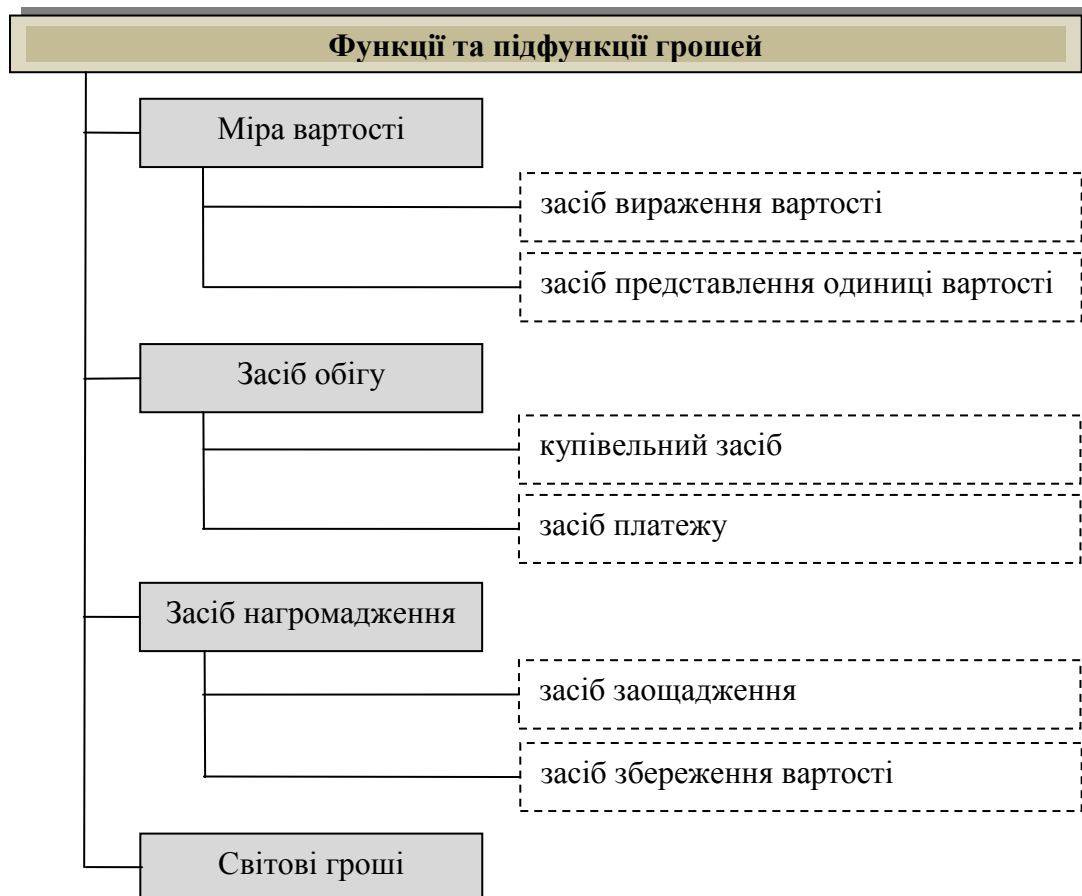 Функції та підфункції грошей
Міра вартості
засіб вираження вартості
засіб представлення одиниці вартості
Засіб обігу
купівельний засіб
засіб платежу
Засіб нагромадження
засіб заощадження
засіб збереження вартості
Світові гроші